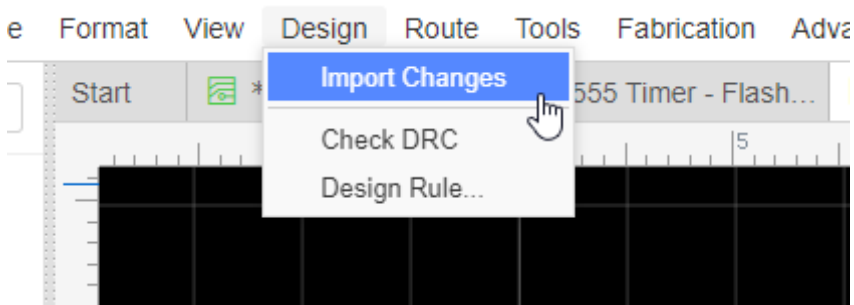 e Format View Design Route Tools Fabrication Adva
Start * 555 Timer - Flash...
Import Changes
5
Check DRC
Design Rule...